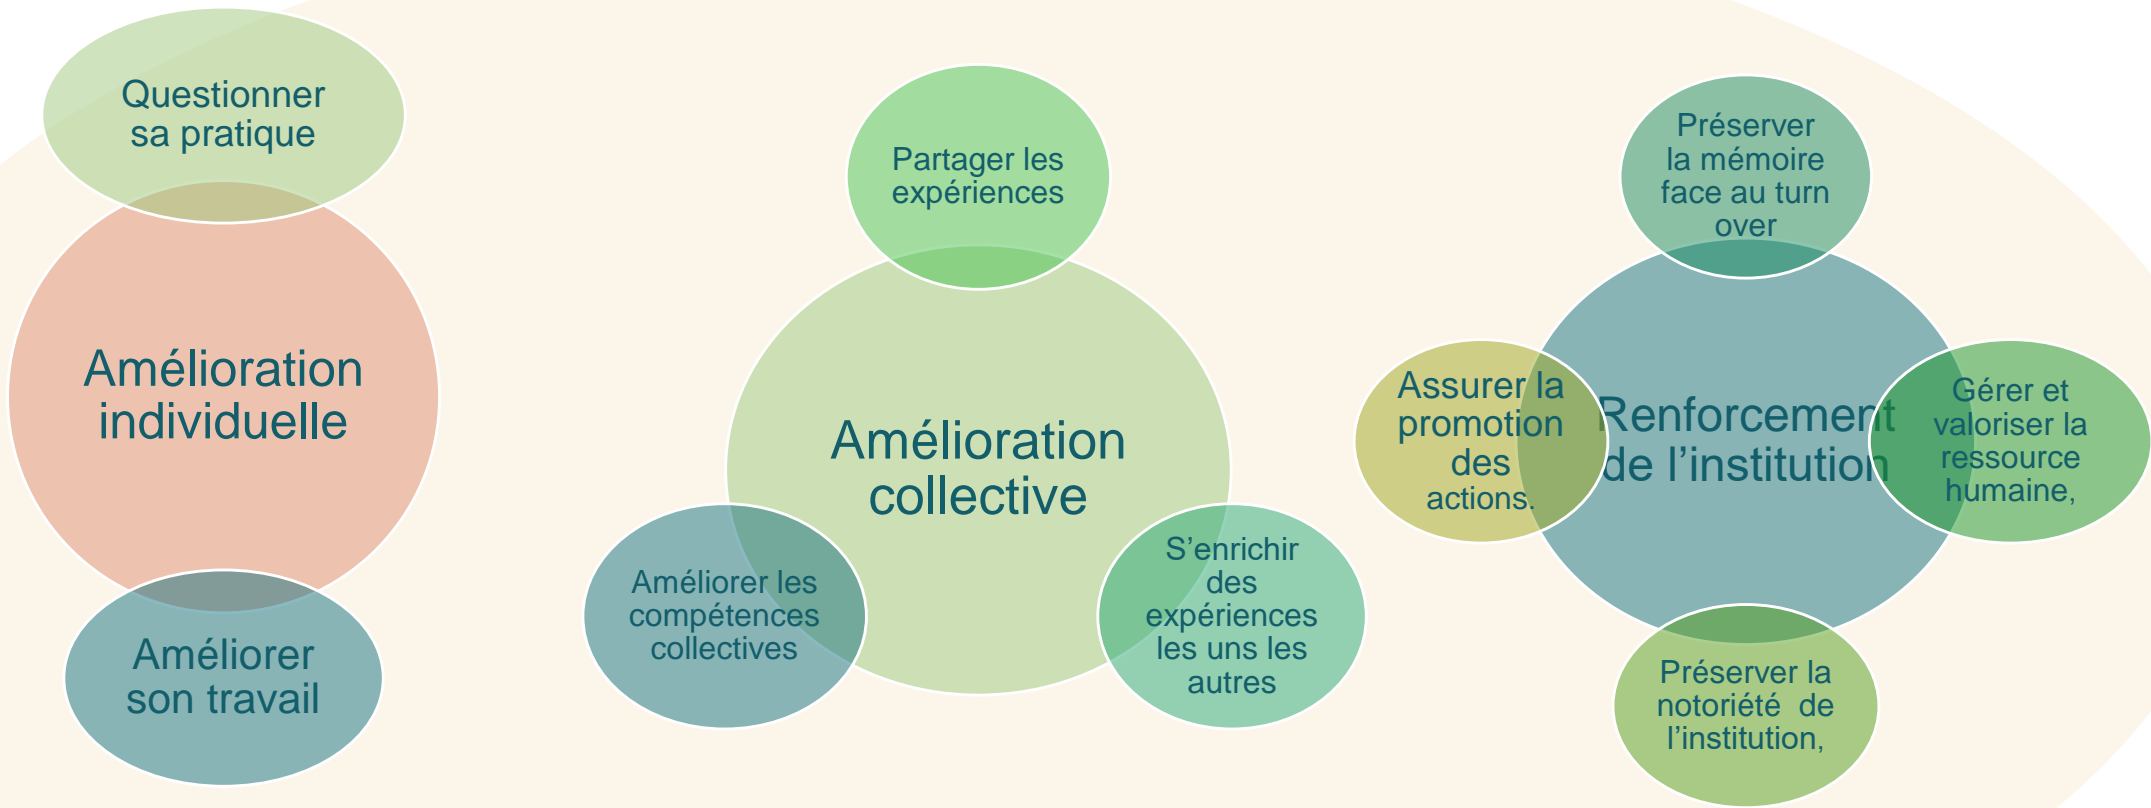 Questionner
sa pratique
Amélioration
individuelle
Améliorer
son travail
Partager les
expériences
Amélioration
collective
Améliorer les
compétences
collectives
S’enrichir
des
expériences
les uns les
autres
Préserver
la mémoire
face au turn
over
Assurer la
promotion
des
actions.
Renforcement
de l’institution
Gérer et
valoriser la
ressource
humaine,
Préserver la
notoriété de
l’institution,